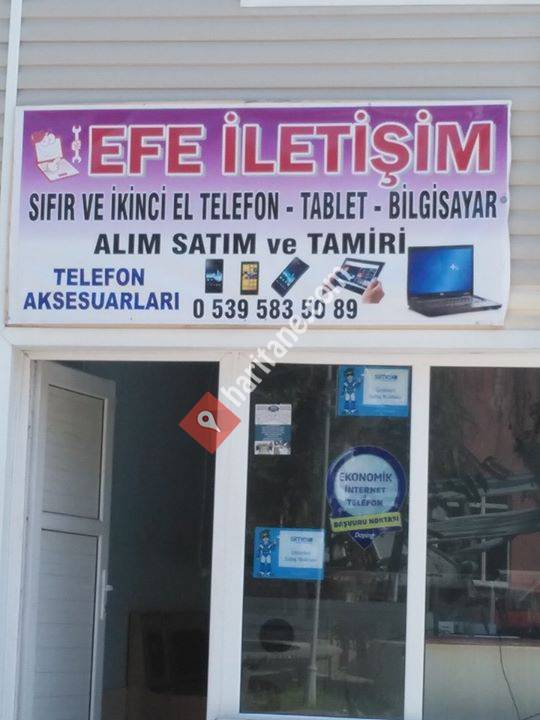 EFE İLETİŞİM
SIFIR VE İKİNCİ EL TELEFON - TABLET - BİLGİSAYAR
ALIM SATIM ve TAMİRİ
TELEFON
AKSESUARLARI
0 539 583 50 89
haritane.com
EKONOMİK
İNTERNET
TELEFON
BAŞVURU NOKTASI
Doping